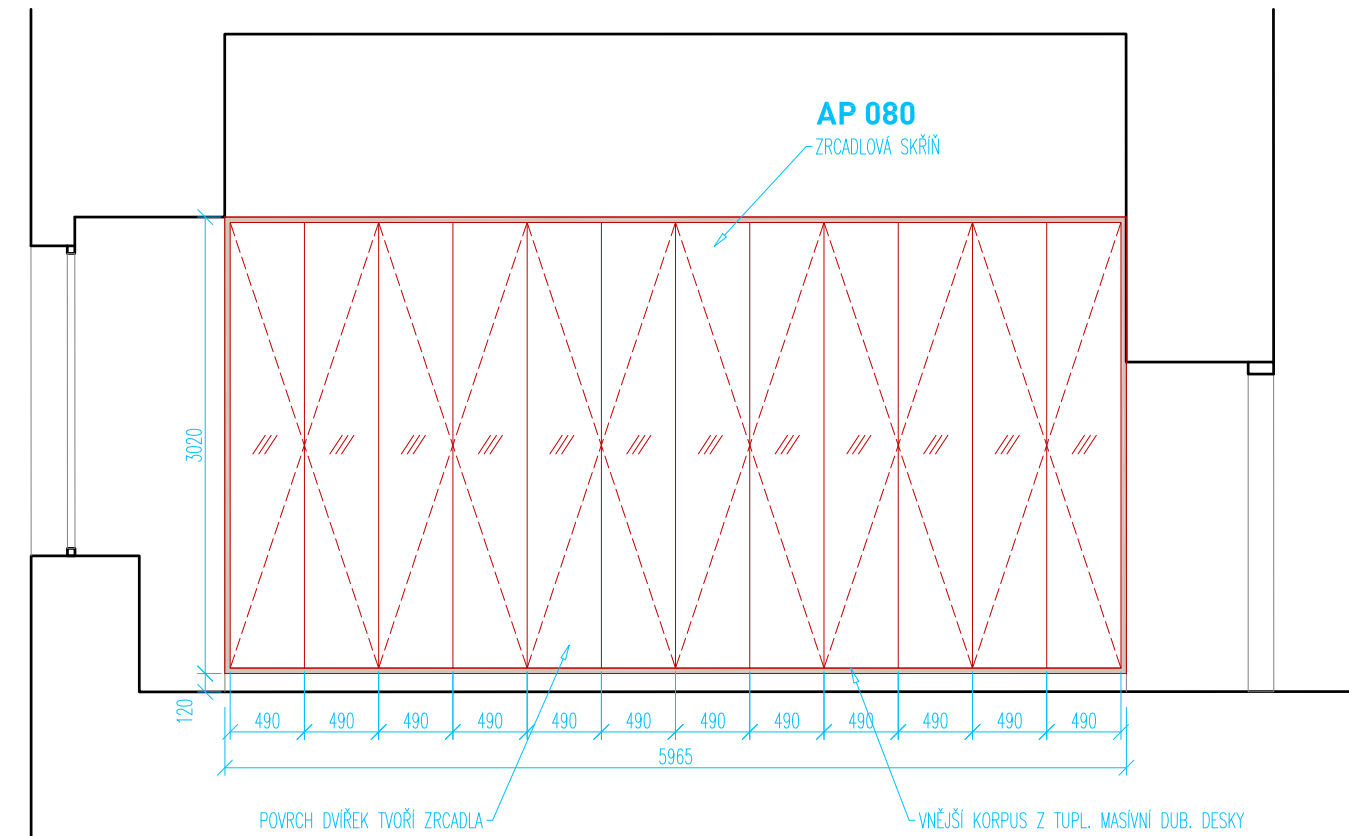 AP 080
ZRCADLOVÁ SKŘÍŇ
3020
120
490 490 490 490 490 490 490 490 490 490 490 490
5965
POVRCH DVÍŘEK TVOŘÍ ZRCADLA
VNĚJŠÍ KORPUS Z TUPL. MASÍVNÍ DUB. DESKY